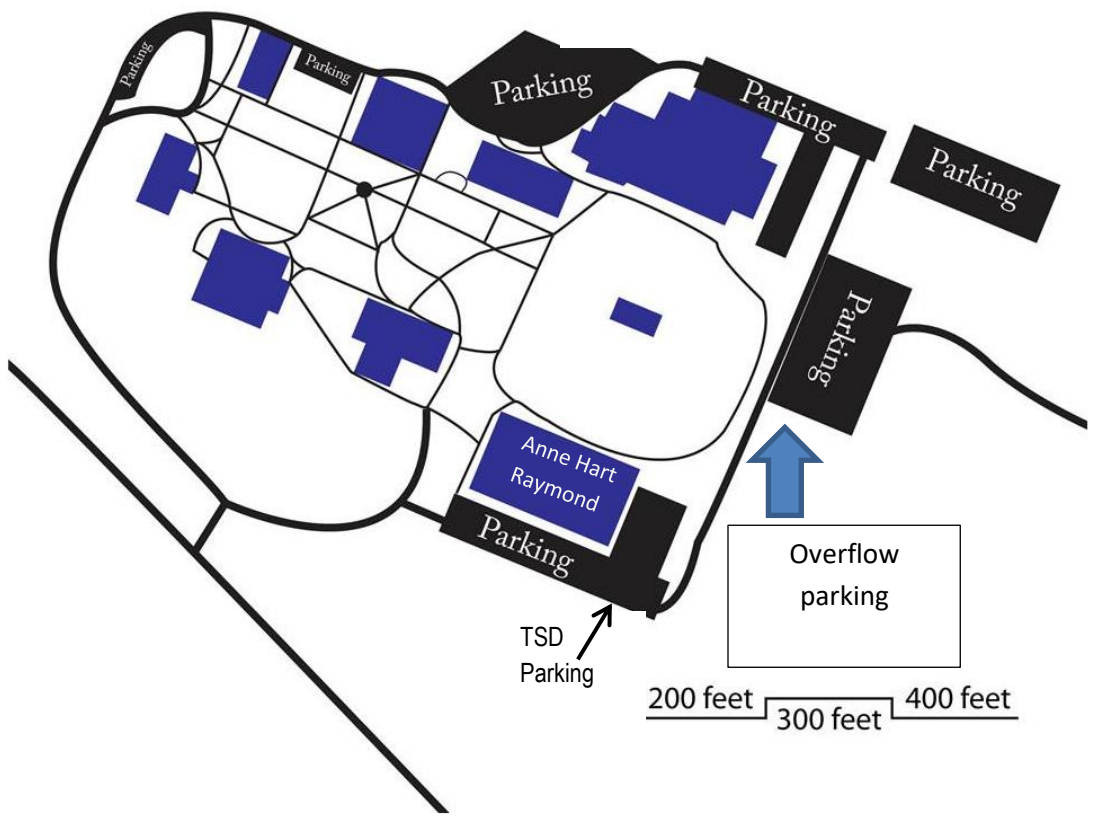 Parking
Parking
Parking
Parking
Parking
Parking
Anne Hart
Raymond
Parking
Overflow
parking
TSD
Parking
200 feet
300 feet
400 feet